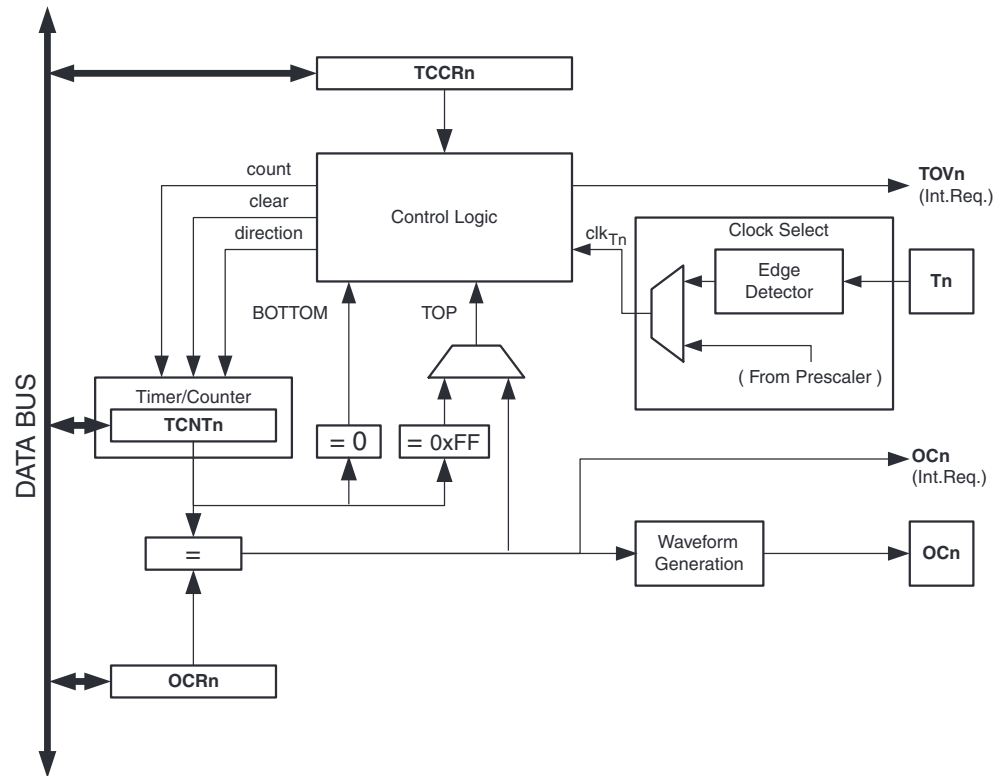 TCCRn
count
clear
direction
Control Logic
TOVn
(Int.Req.)
clkTn
Clock Select
Edge
Detector
Tn
( From Prescaler )
BOTTOM
TOP
DATA BUS
Timer/Counter
TCNTn
= 0
= 0xFF
OCn
(Int.Req.)
=
Waveform
Generation
OCn
OCRn